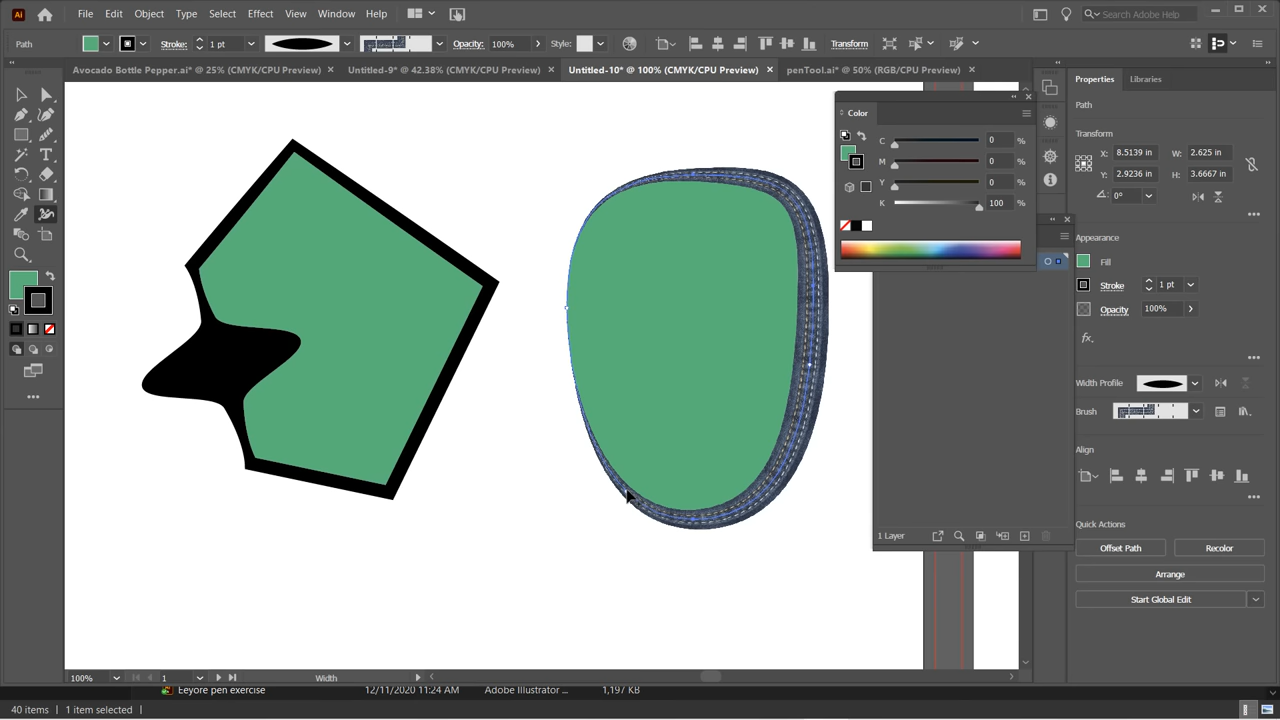 Ai File Edit Object Type Select Effect View Window Help Search Adobe Help
Path Stroke: 1 pt Opacity: 100% Style: Transform
Avocado Bottle Pepper.ai* @ 25% (CMYK/CPU Preview) × Untitled-9* @ 42.38% (CMYK/CPU Preview) × Untitled-10* @ 100% (CMYK/CPU Preview) × penTool.ai* @ 50% (RGB/CPU Preview) ×
Properties Libraries
Path
Color
C 0 %
M 0 %
Y 0 %
K 100 %
Transform
X: 8.5139 in W: 2.625 in
Y: 2.9236 in H: 3.6667 in
0°
Appearance
Fill
Stroke 1 pt
Opacity 100%
fx.
Width Profile
Brush
Align
Quick Actions
Offset Path Recolor
Arrange
Start Global Edit
1 Layer
100% 1 Width
Eeyore pen exercise 12/11/2020 11:24 AM Adobe Illustrator ... 1,197 KB
40 items 1 item selected